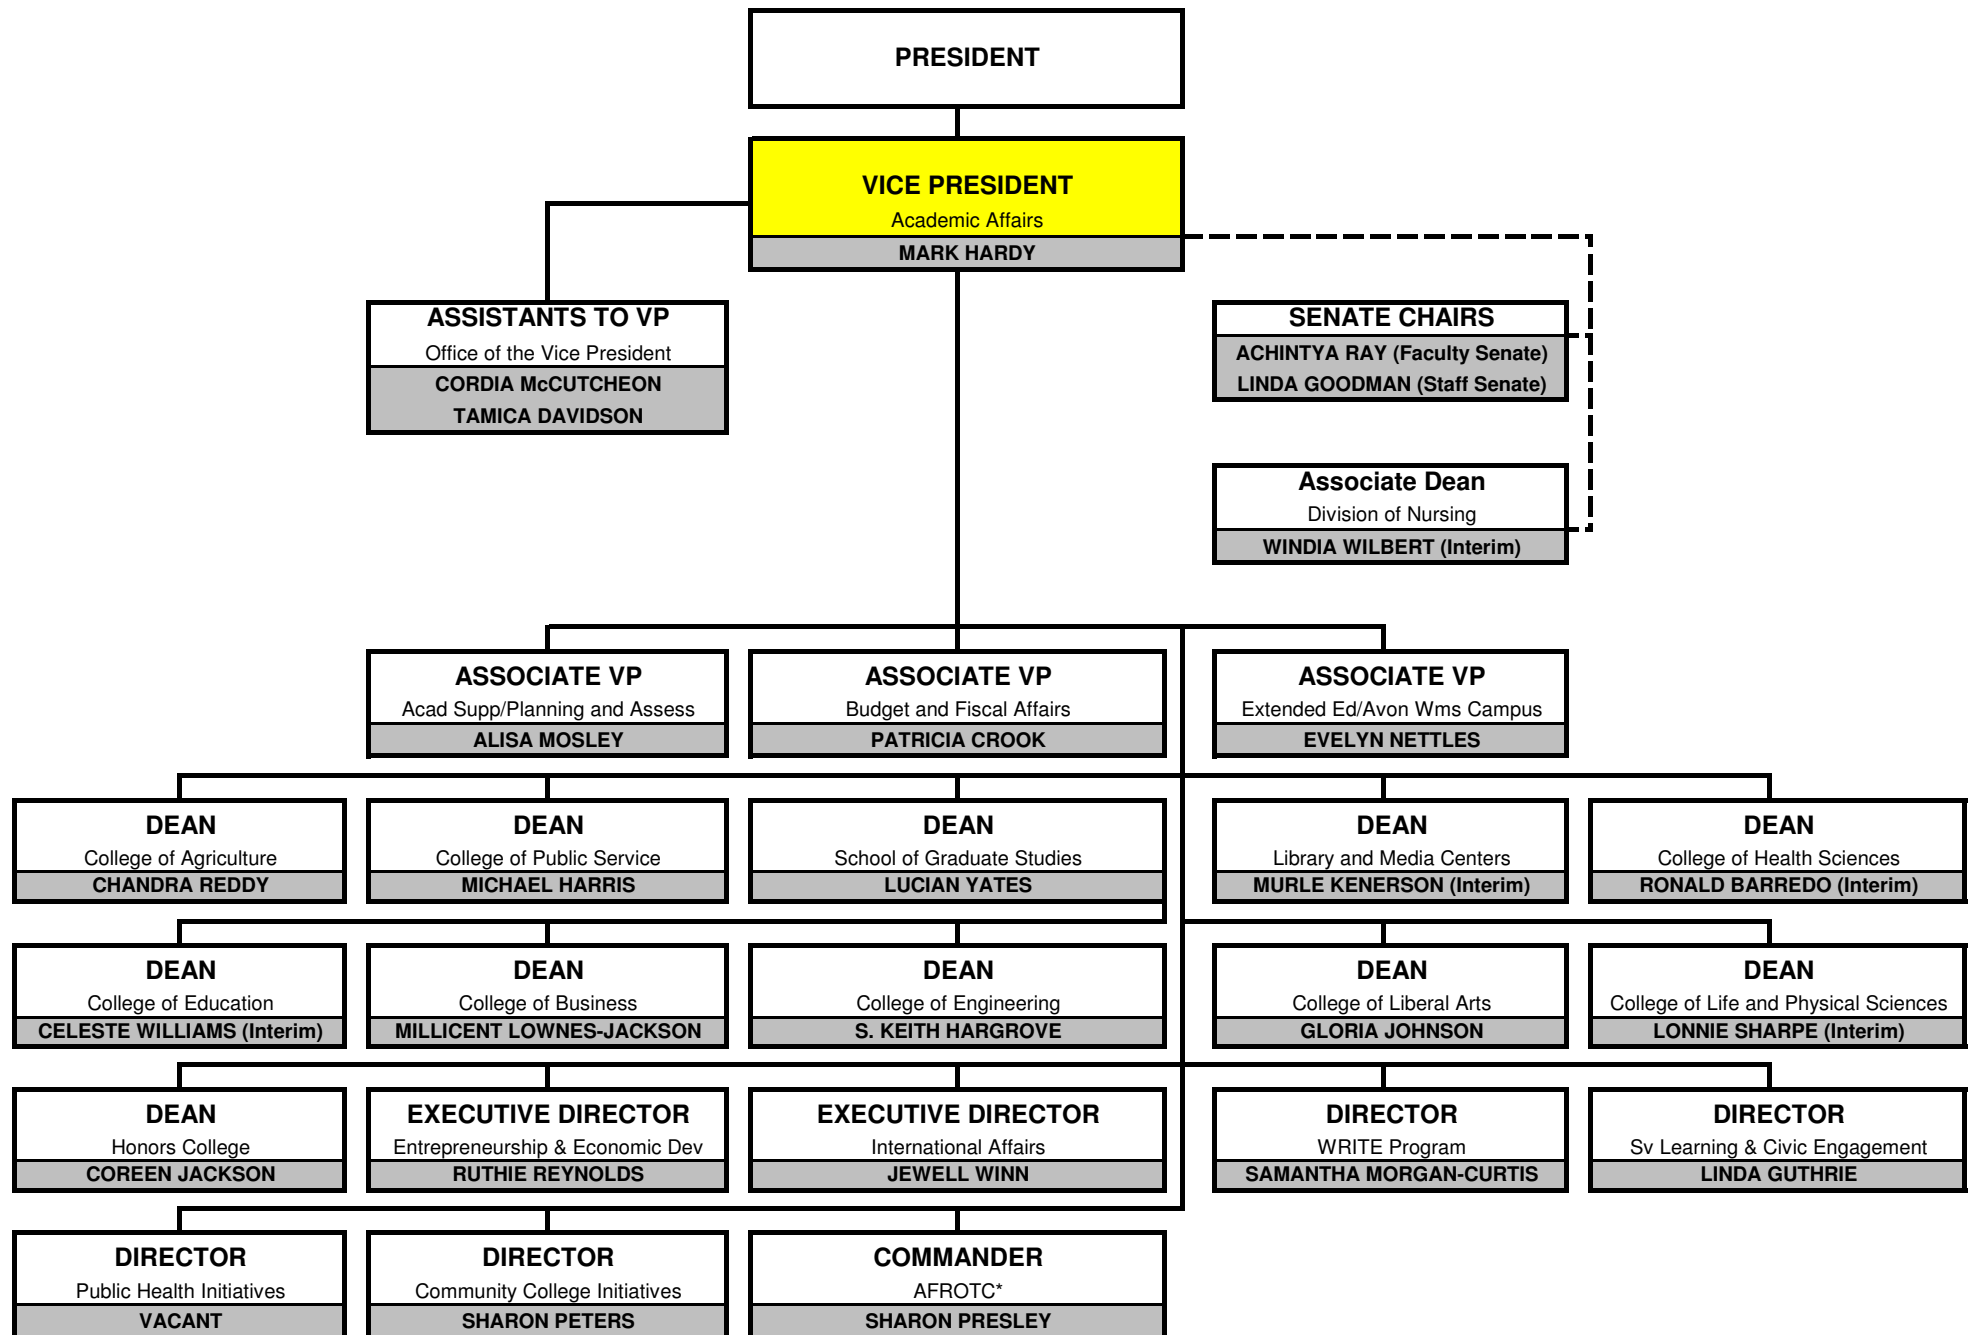 PRESIDENT
VICE PRESIDENT
Academic Affairs
MARK HARDY
ASSISTANTS TO VP
Office of the Vice President
CORDIA McCUTCHEON
TAMICA DAVIDSON
SENATE CHAIRS
ACHINTYA RAY (Faculty Senate)
LINDA GOODMAN (Staff Senate)
Associate Dean
Division of Nursing
WINDIA WILBERT (Interim)
ASSOCIATE VP
Acad Supp/Planning and Assess
ALISA MOSLEY
ASSOCIATE VP
Budget and Fiscal Affairs
PATRICIA CROOK
ASSOCIATE VP
Extended Ed/Avon Wms Campus
EVELYN NETTLES
DEAN
College of Agriculture
CHANDRA REDDY
DEAN
College of Public Service
MICHAEL HARRIS
DEAN
School of Graduate Studies
LUCIAN YATES
DEAN
Library and Media Centers
MURLE KENERSON (Interim)
DEAN
College of Health Sciences
RONALD BARREDO (Interim)
DEAN
College of Education
CELESTE WILLIAMS (Interim)
DEAN
College of Business
MILLICENT LOWNES-JACKSON
DEAN
College of Engineering
S. KEITH HARGROVE
DEAN
College of Liberal Arts
GLORIA JOHNSON
DEAN
College of Life and Physical Sciences
LONNIE SHARPE (Interim)
DEAN
Honors College
COREEN JACKSON
EXECUTIVE DIRECTOR
Entrepreneurship & Economic Dev
RUTHIE REYNOLDS
EXECUTIVE DIRECTOR
International Affairs
JEWELL WINN
DIRECTOR
WRITE Program
SAMANTHA MORGAN-CURTIS
DIRECTOR
Sv Learning & Civic Engagement
LINDA GUTHRIE
DIRECTOR
Public Health Initiatives
VACANT
DIRECTOR
Community College Initiatives
SHARON PETERS
COMMANDER
AFROTC*
SHARON PRESLEY